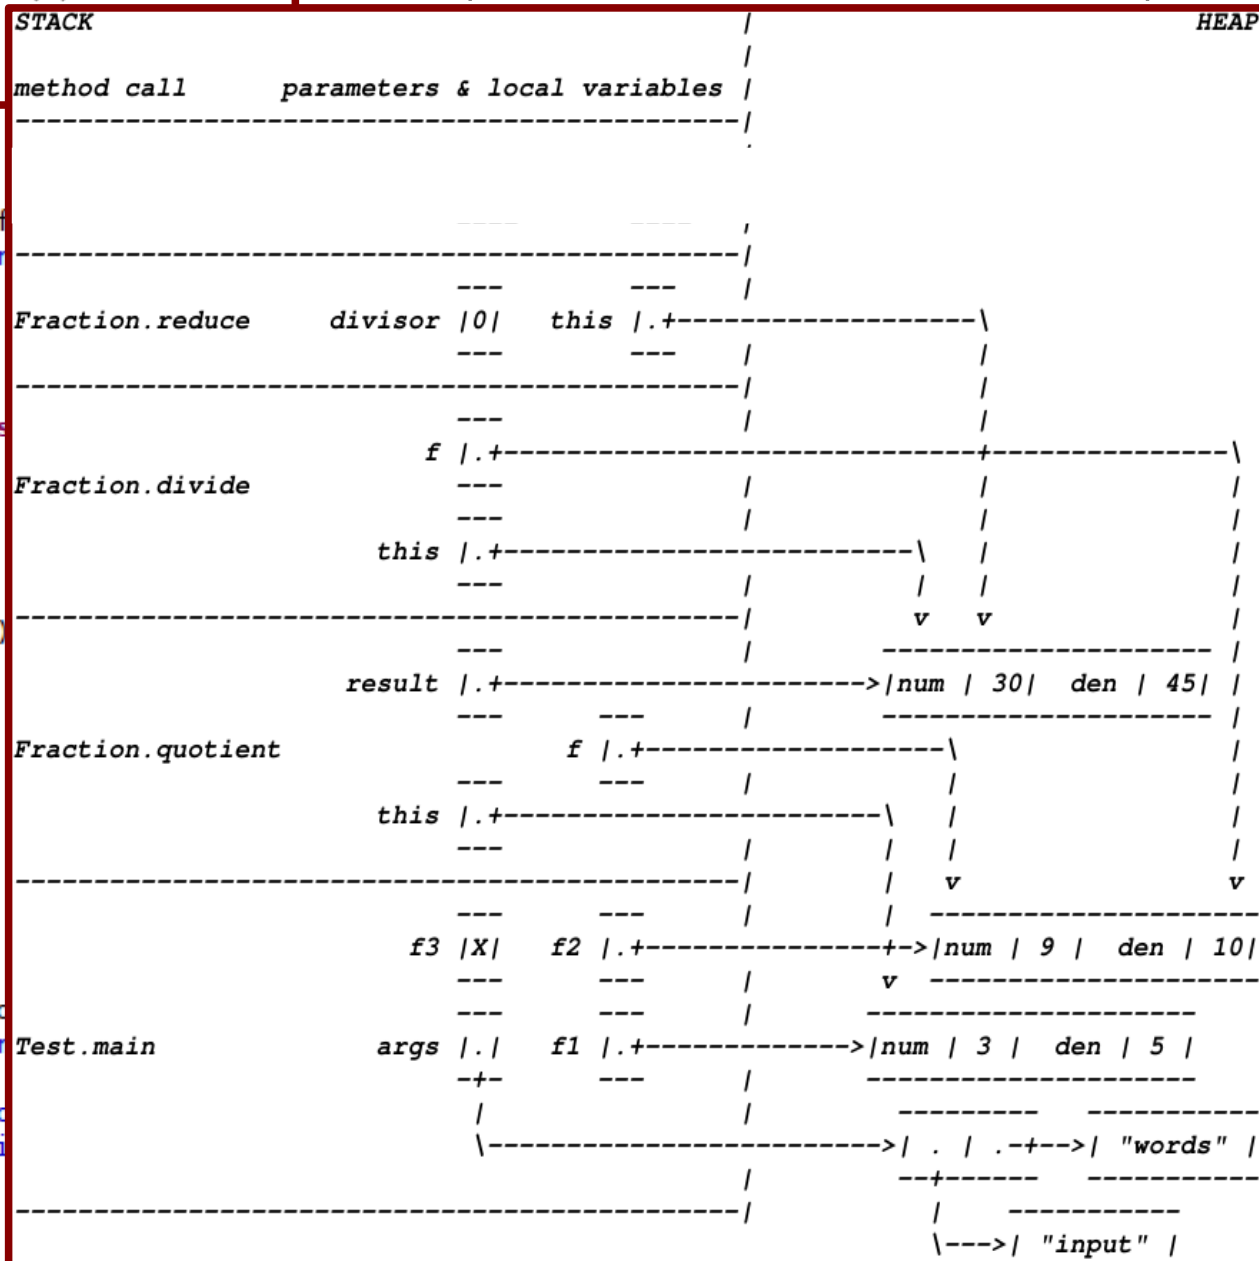 STACK HEAP
method call parameters & local variables
Fraction.reduce divisor |0| this |.+
f |.+
Fraction.divide
this |.+
v v
result |.+ >|num | 30| den | 45|
Fraction.quotient f |.+
this |.+
v v
f3 |X| f2 |.+ +->|num | 9 | den | 10|
v
Test.main args |.| f1 |.+ >|num | 3 | den | 5 |
>| . | .-+-->| "words" |
\--->| "input" |